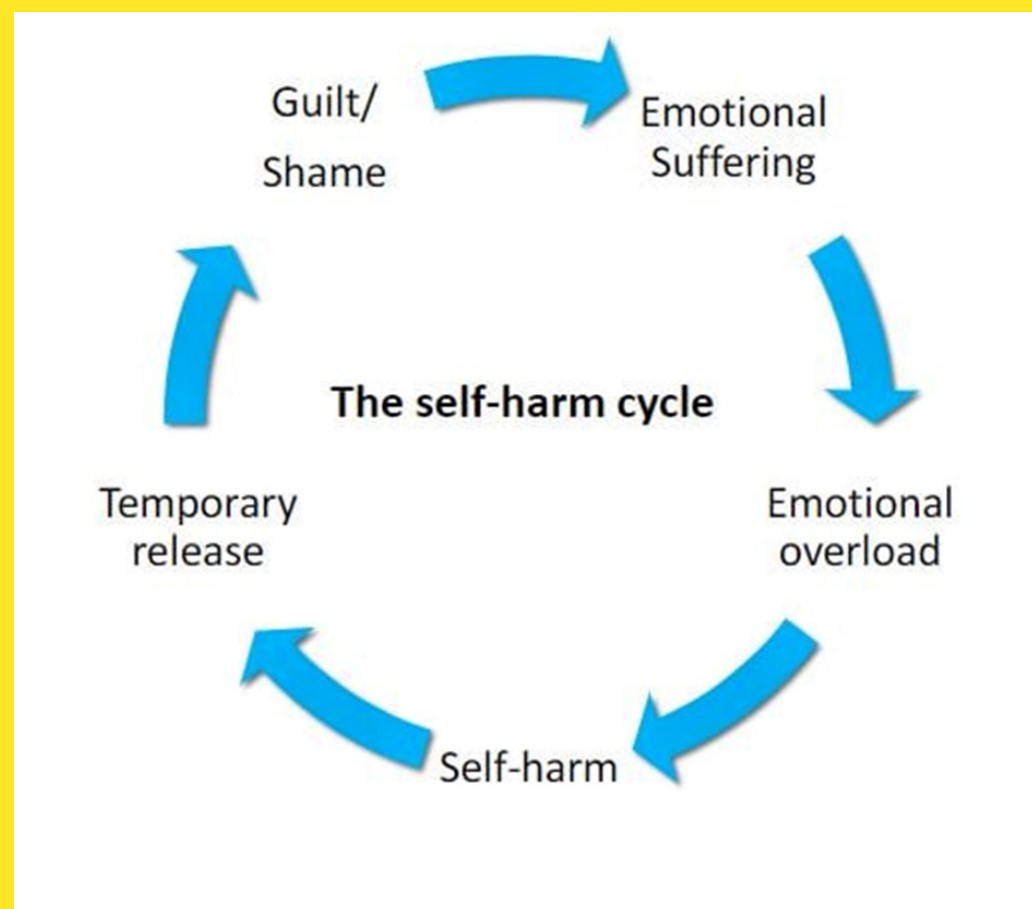 Guilt/
Shame
Emotional
Suffering
The self-harm cycle
Emotional
overload
Self-harm
Temporary
release